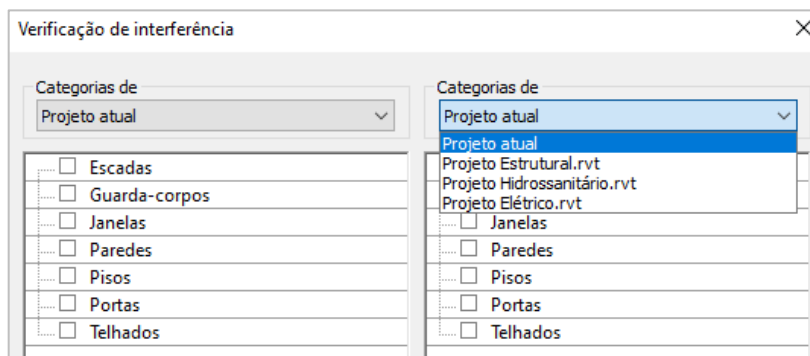 Verificação de interferência
Categorias de
Projeto atual
Escadas
Guarda-corpos
Janelas
Paredes
Pisos
Portas
Telhados
Categorias de
Projeto atual
Projeto atual
Projeto Estrutural.rvt
Projeto Hidrossanitário.rvt
Projeto Elétrico.rvt
Janelas
Paredes
Pisos
Portas
Telhados